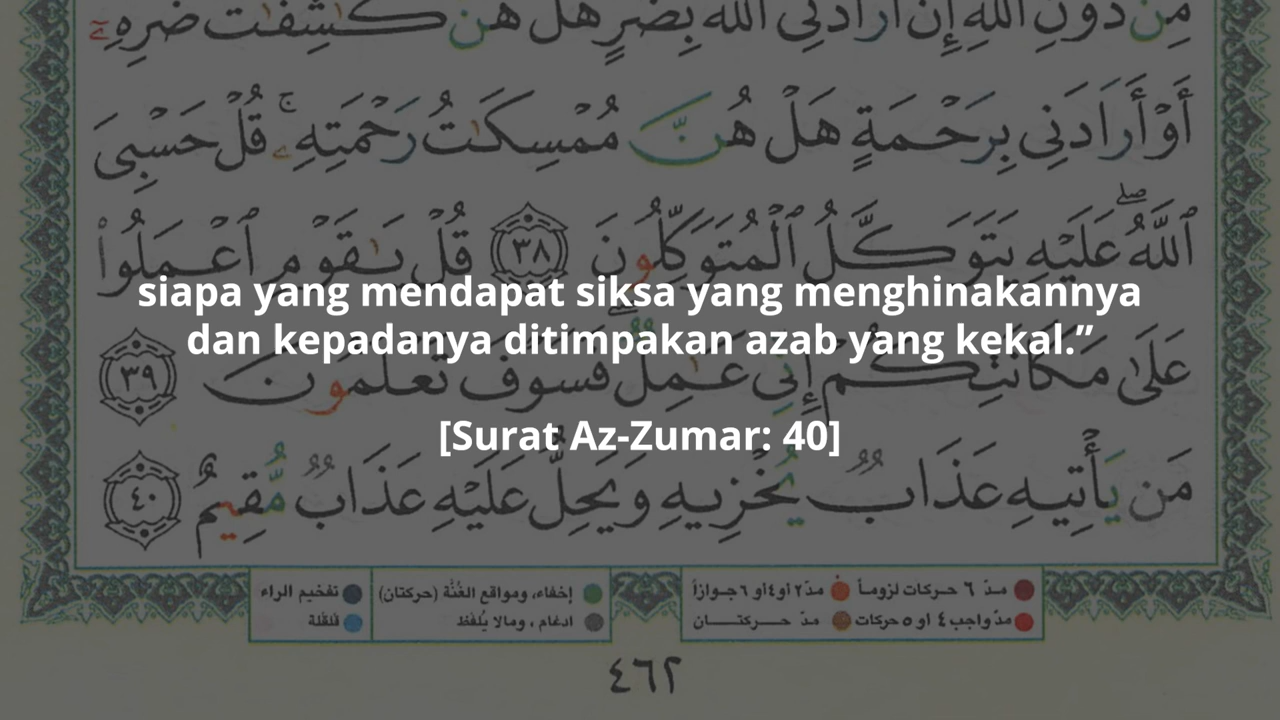 مِن دُونِ اللَّهِ إِنْ أَرَادَنِيَ اللَّهُ بِضُرٍّ هَلْ هُنَّ كَٰشِفَٰتُ ضُرِّهِۦٓ
أَوْ أَرَادَنِى بِرَحْمَةٍ هَلْ هُنَّ مُمْسِكَٰتُ رَحْمَتِهِۦ ۚ قُلْ حَسْبِىَ
ٱللَّهُ ۖ عَلَيْهِ يَتَوَكَّلُ ٱلْمُتَوَكِّلُونَ ٣٨ قُلْ يَٰقَوْمِ ٱعْمَلُوا۟
siapa yang mendapat siksa yang menghinakannya
dan kepadanya ditimpakan azab yang kekal.”
عَلَىٰ مَكَانَتِكُمْ إِنِّى عَٰمِلٌ ۖ فَسَوْفَ تَعْلَمُونَ ٣٩
[Surat Az-Zumar: 40]
مَن يَأْتِيهِ عَذَابٌ يُخْزِيهِ وَيَحِلُّ عَلَيْهِ عَذَابٌ مُّقِيمٌ ٤٠
مدّ ٦ حركات لزوماً مدّ ٢ أو ٤ أو ٦ جوازاً إخفاء، ومواقع الغُنَّة (حركتان) تفخيم الراء
مدّ واجب ٤ أو ٥ حركات مدّ حركتان ادغام ، ومالا يُلفَظ قلقلة
٤٦٢